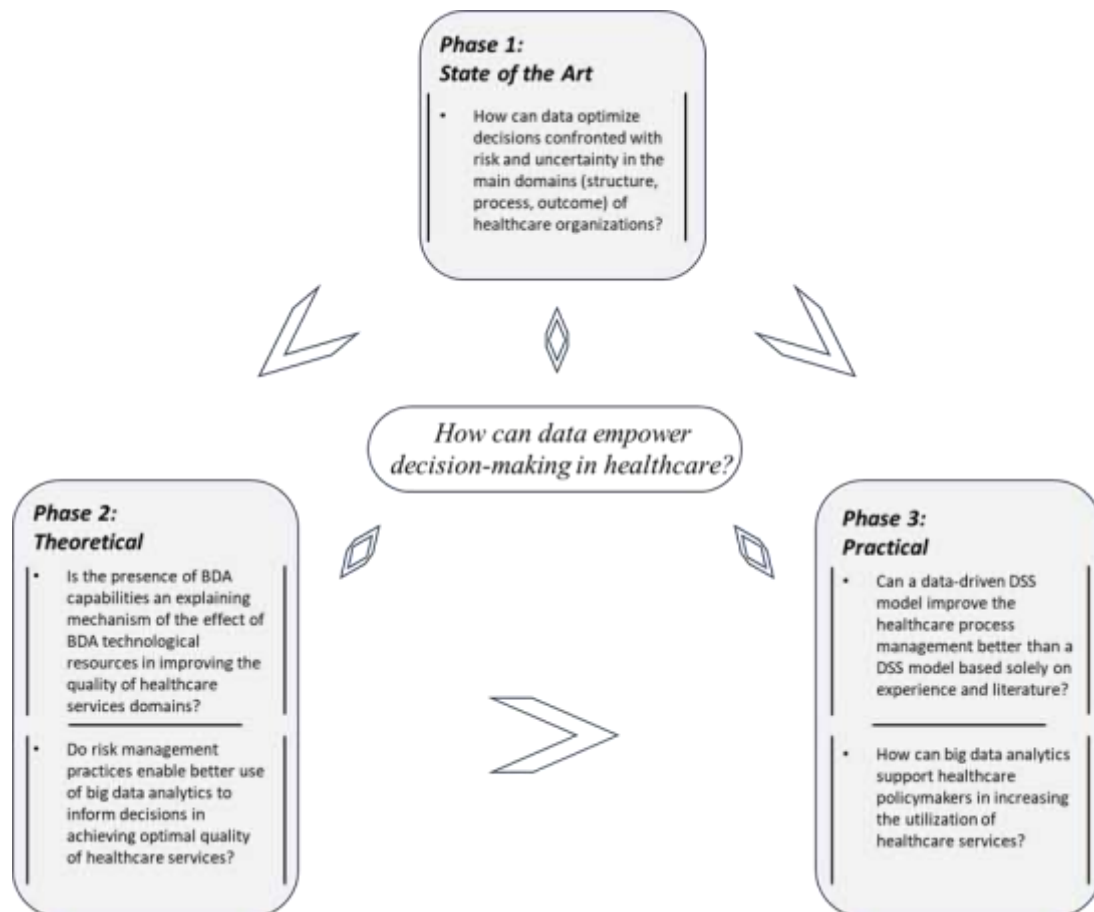 Phase 1:
State of the Art
• How can data optimize
decisions confronted with
risk and uncertainty in the
main domains (structure,
process, outcome) of
healthcare organizations?
How can data empower
decision-making in healthcare?
Phase 2:
Theoretical
• Is the presence of BDA
capabilities an explaining
mechanism of the effect of
BDA technological
resources in improving the
quality of healthcare
services domains?
• Do risk management
practices enable better use
of big data analytics to
inform decisions in
achieving optimal quality
of healthcare services?
Phase 3:
Practical
• Can a data-driven DSS
model improve the
healthcare process
management better than a
DSS model based solely on
experience and literature?
• How can big data analytics
support healthcare
policymakers in increasing
the utilization of
healthcare services?